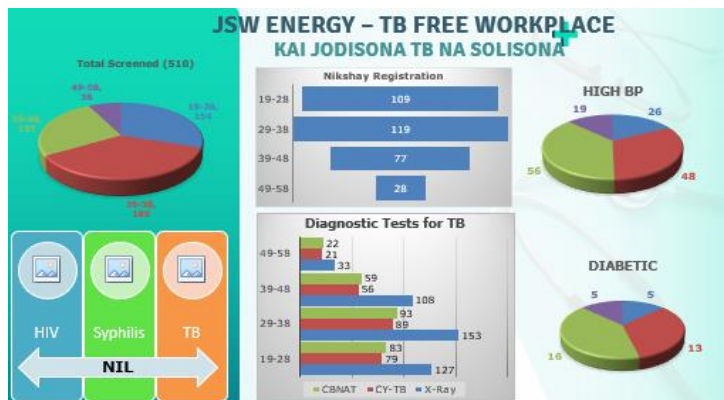 JSW ENERGY – TB FREE WORKPLACE
KAI JODISONA TB NA SOLISONA
Total Screened (510)
49-58,
19-28,
154
29-38,
Nikshay Registration
19-28
109
29-38
119
39-48
77
49-58
28
HIGH BP
19
26
56
48
Diagnostic Tests for TB
49-58
22
21
33
39-48
59
56
108
29-38
93
89
153
19-28
83
79
127
CBNAT
CY-TB
X-Ray
DIABETIC
5
5
16
13
HIV
Syphilis
TB
NIL